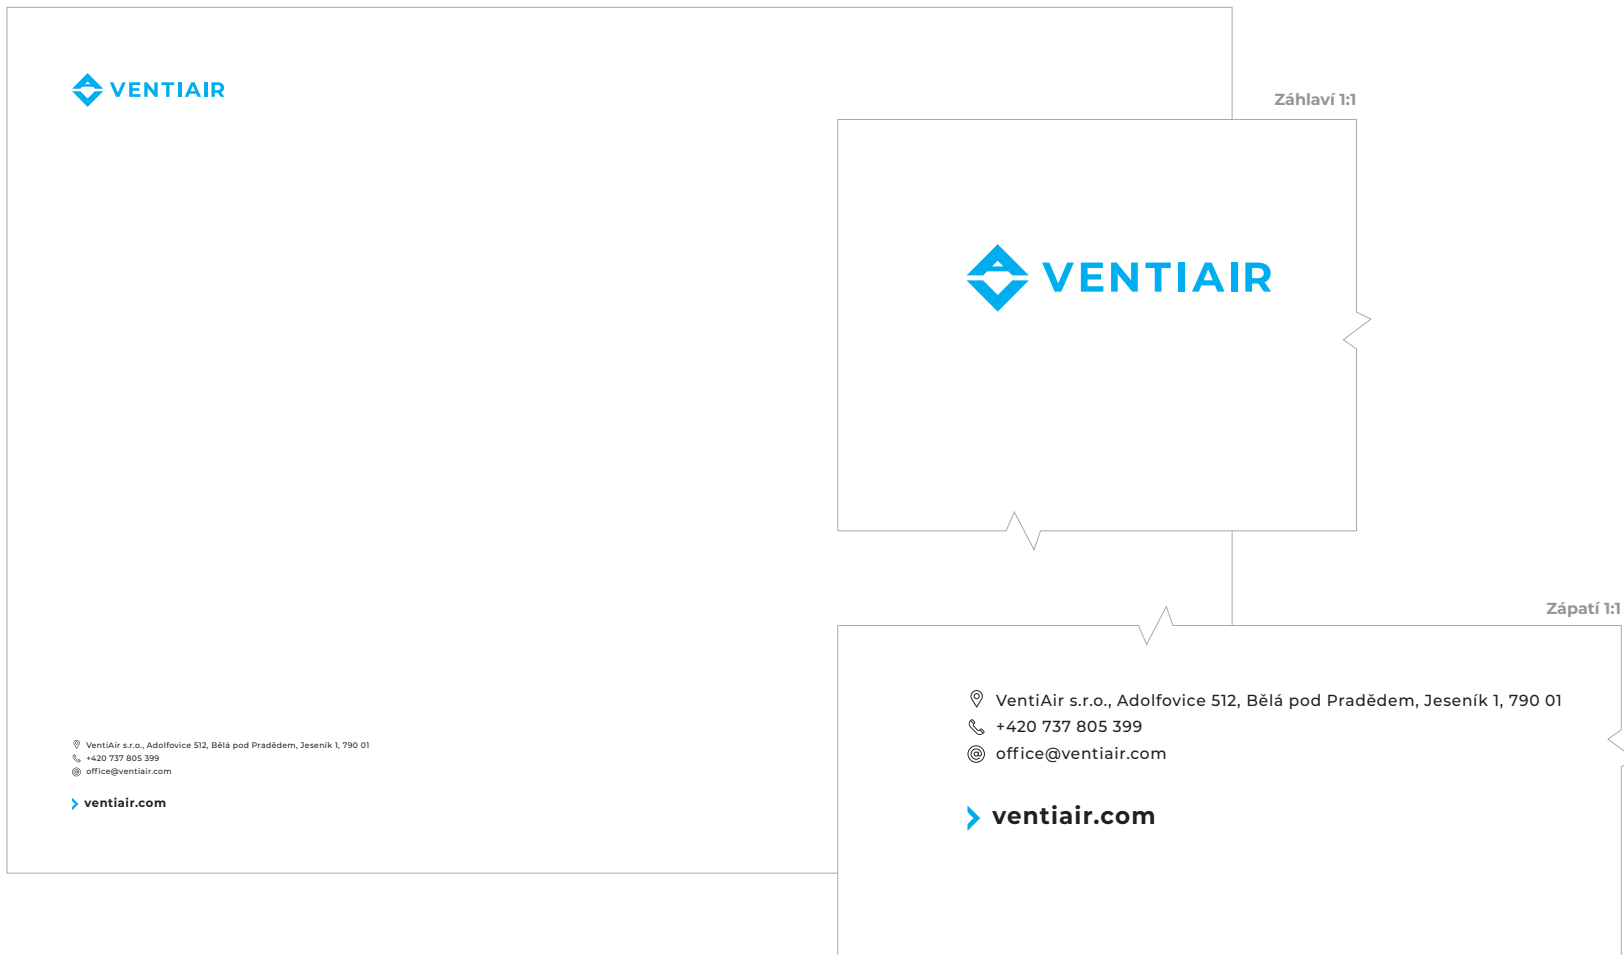 VENTIAIR
VentiAir s.r.o., Adolfovice 512, Bělá pod Pradědem, Jeseník 1, 790 01
+420 737 805 399
office@ventiair.com
ventiair.com
Záhlaví 1:1
VENTIAIR
Zápatí 1:1
VentiAir s.r.o., Adolfovice 512, Bělá pod Pradědem, Jeseník 1, 790 01
+420 737 805 399
office@ventiair.com
ventiair.com